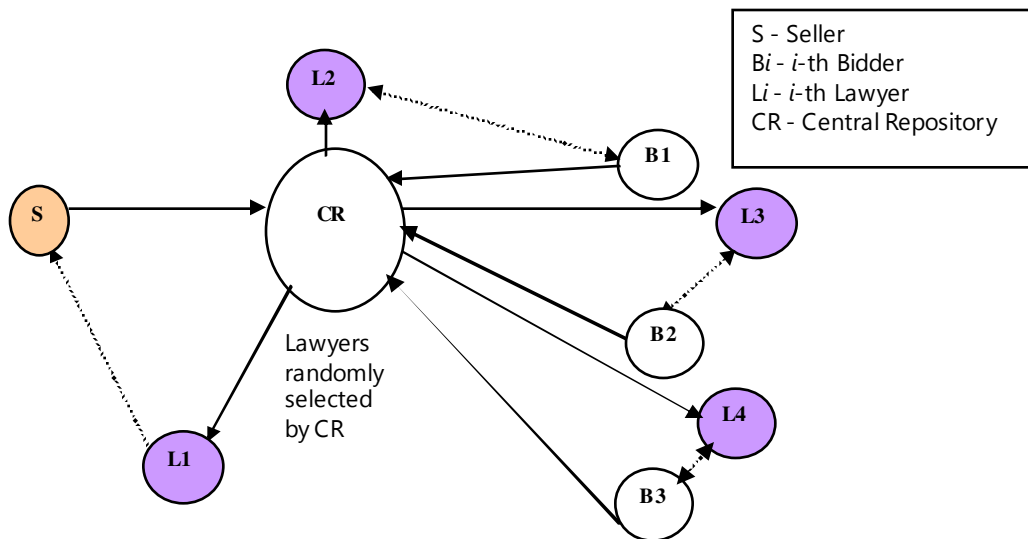 S - Seller
Bi - i-th Bidder
Li - i-th Lawyer
CR - Central Repository
L2
B1
S
CR
L3
B2
Lawyers
randomly
selected
by CR
L4
L1
B3